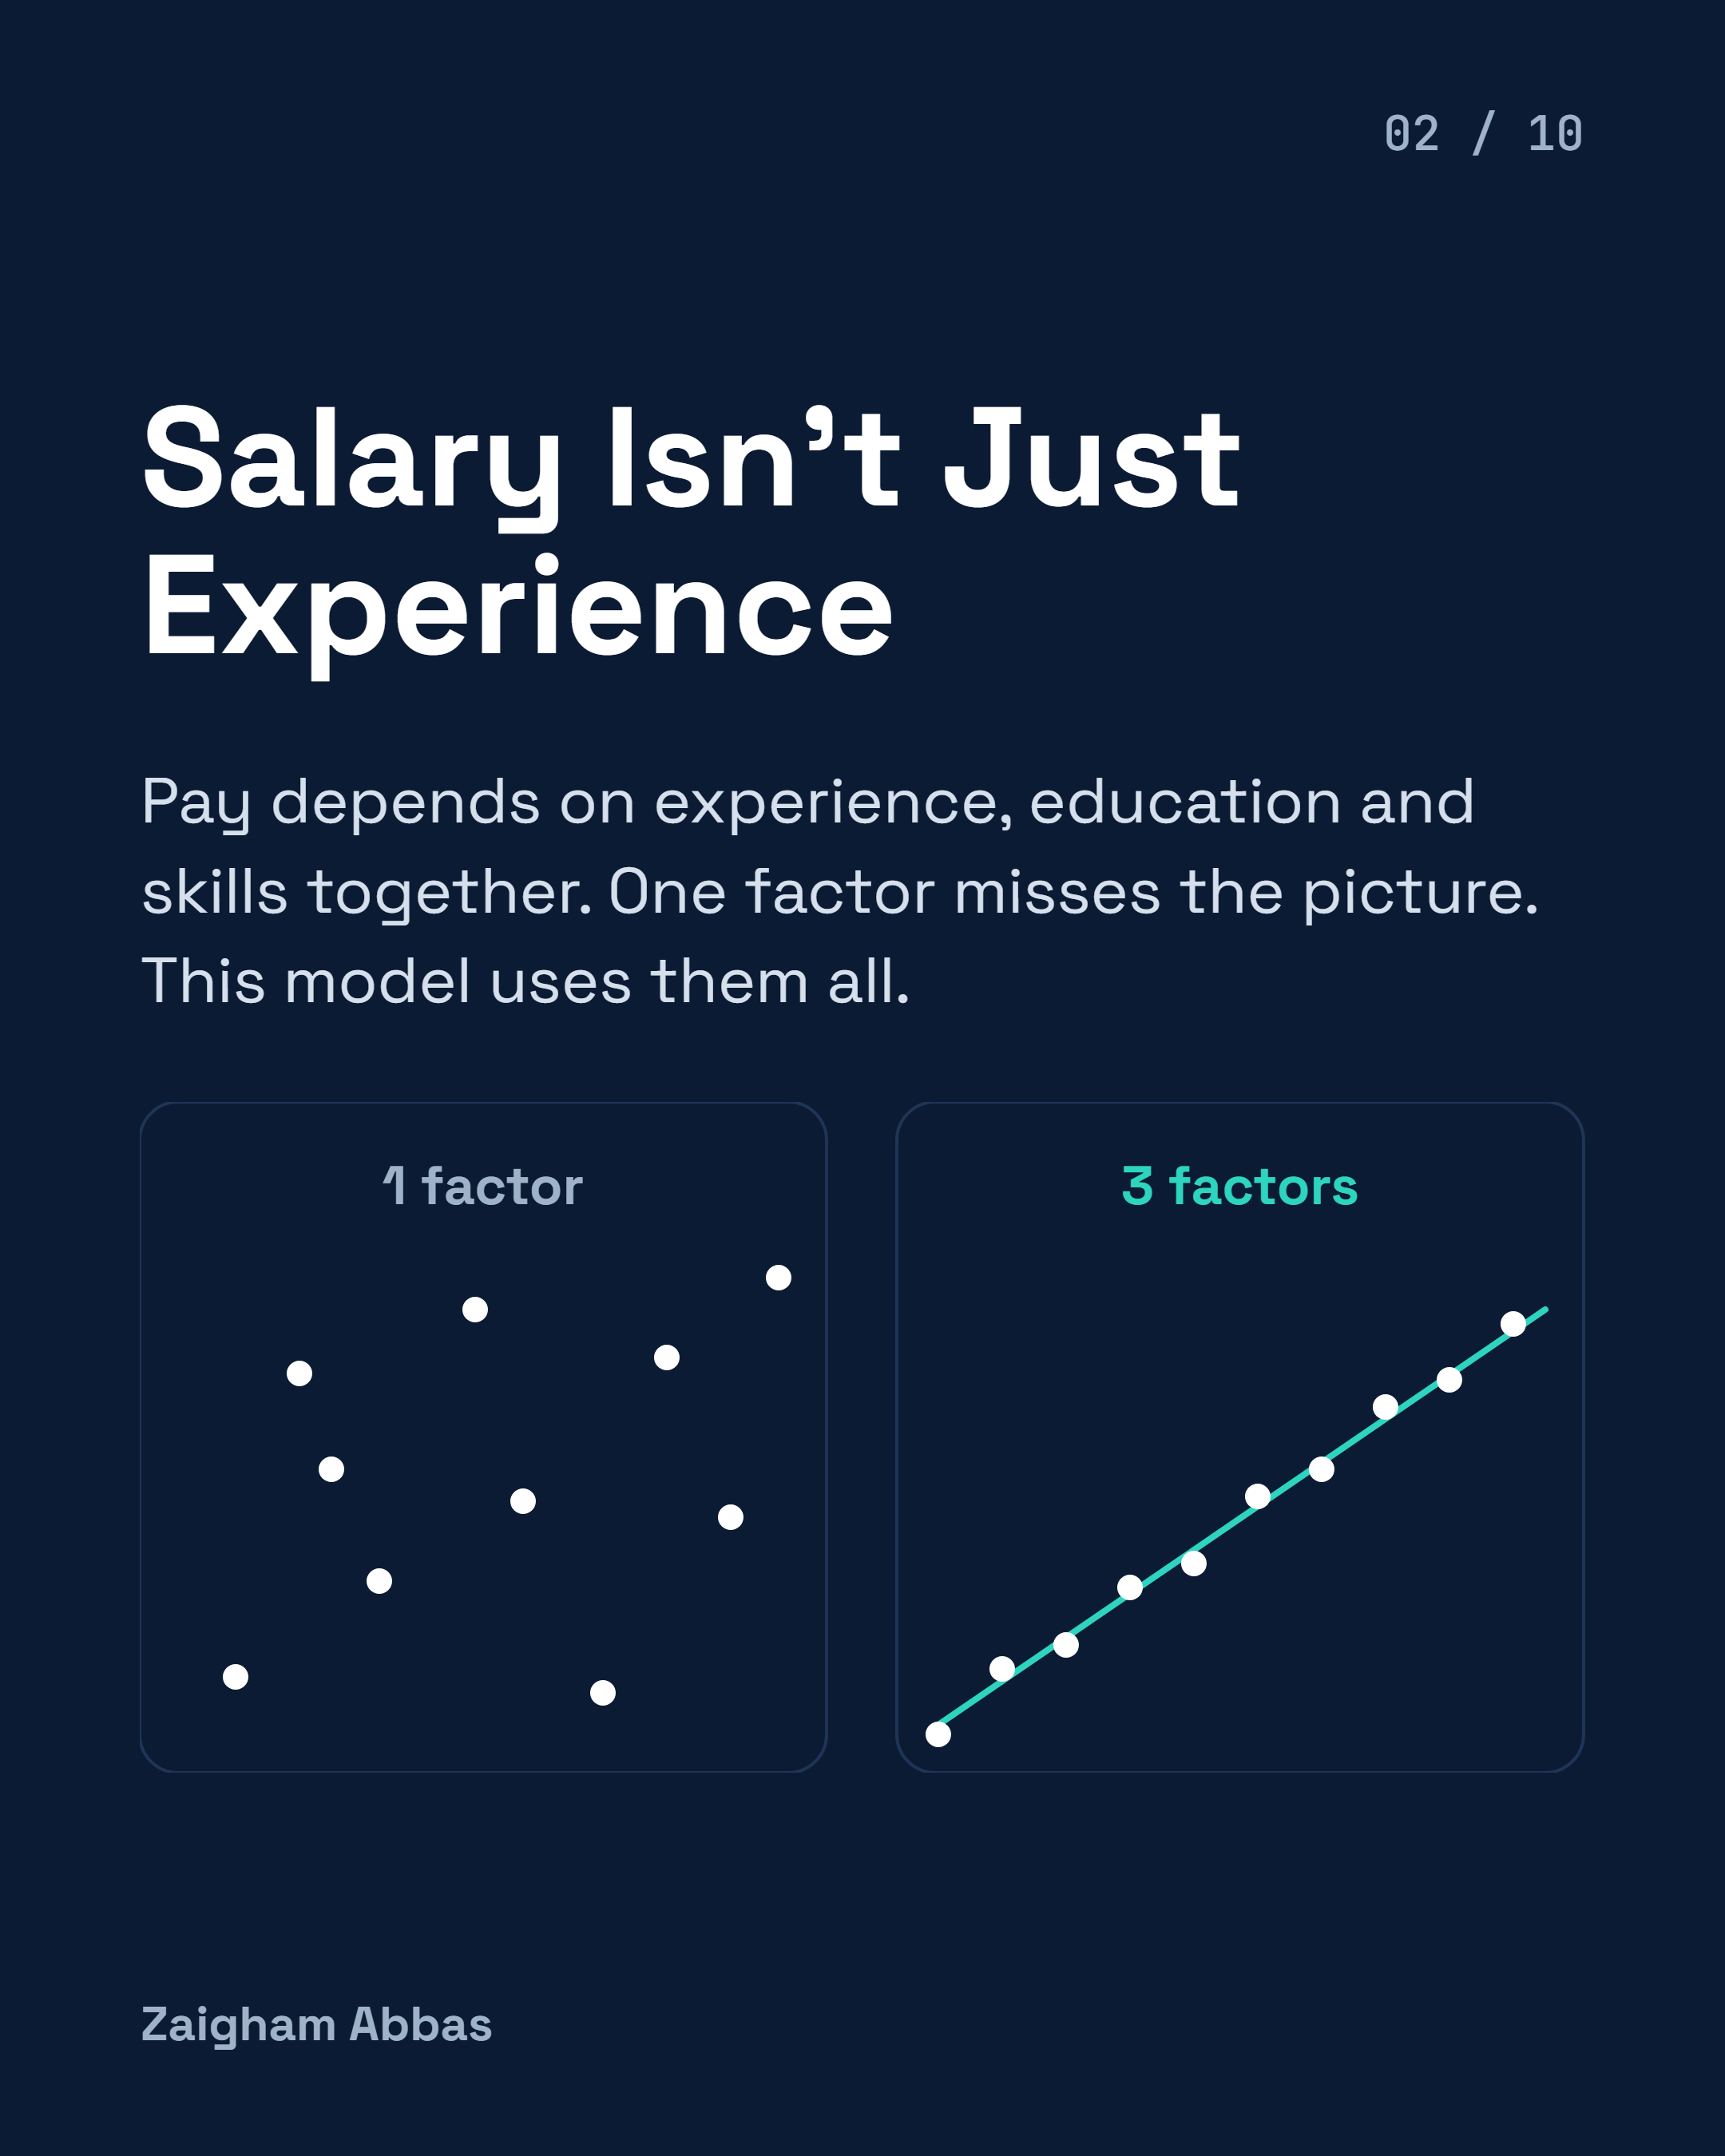 02 / 10
Salary Isn’t Just
Experience
Pay depends on experience, education and
skills together. One factor misses the picture.
This model uses them all.
1 factor
3 factors
Zaigham Abbas